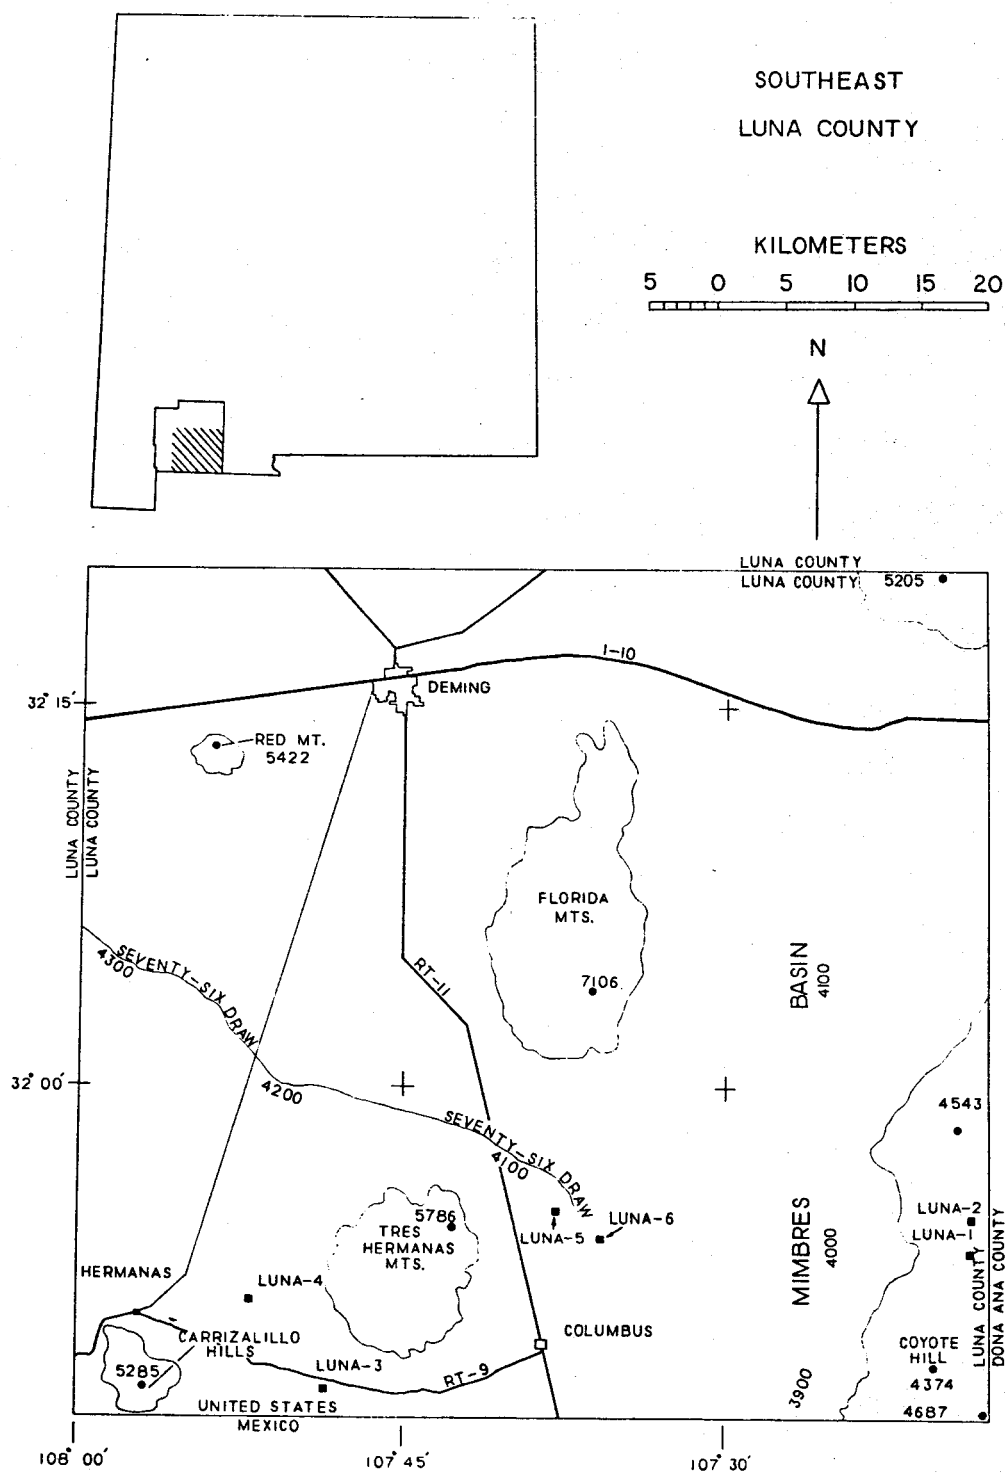 SOUTHEAST
LUNA COUNTY
KILOMETERS
5 0 5 10 15 20
N
LUNA COUNTY
LUNA COUNTY
5205
I-10
DEMING
32° 15'
RED MT.
5422
LUNA COUNTY
LUNA COUNTY
FLORIDA
MTS.
7106
BASIN
4100
SEVENTY-SIX DRAW
4300
RT-11
32° 00'
4200
SEVENTY-SIX DRAW
4100
4543
5786
TRES
HERMANAS
MTS.
LUNA-5
LUNA-6
LUNA-2
LUNA-1
MIMBRES
4000
HERMANAS
LUNA-4
CARRIZALILLO
HILLS
5285
LUNA-3
RT-9
COLUMBUS
LUNA COUNTY
DONA ANA COUNTY
COYOTE
HILL
4374
4687
3900
UNITED STATES
MEXICO
108° 00'
107° 45'
107° 30'